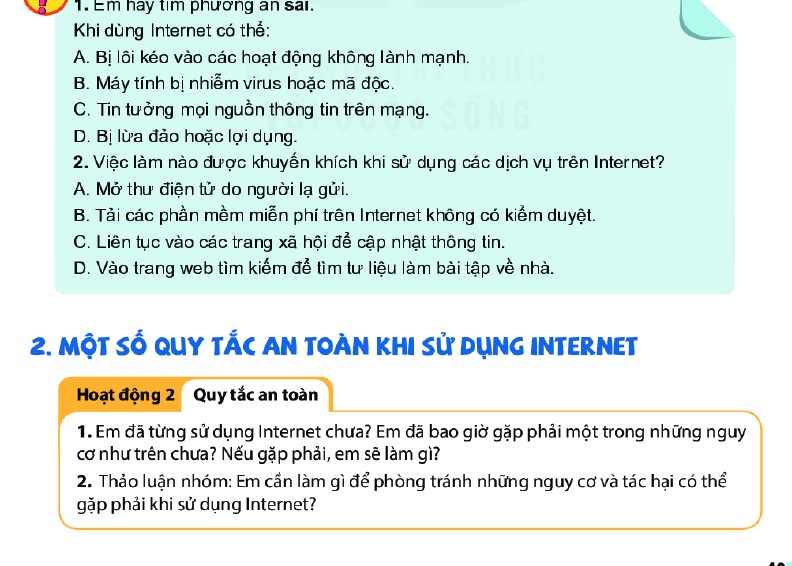 1. Em hãy tìm phương án sai.
Khi dùng Internet có thể:
A. Bị lôi kéo vào các hoạt động không lành mạnh.
B. Máy tính bị nhiễm virus hoặc mã độc.
C. Tin tưởng mọi nguồn thông tin trên mạng.
D. Bị lừa đảo hoặc lợi dụng.
2. Việc làm nào được khuyến khích khi sử dụng các dịch vụ trên Internet?
A. Mở thư điện tử do người lạ gửi.
B. Tải các phần mềm miễn phí trên Internet không có kiểm duyệt.
C. Liên tục vào các trang xã hội để cập nhật thông tin.
D. Vào trang web tìm kiếm để tìm tư liệu làm bài tập về nhà.
2. MỘT SỐ QUY TẮC AN TOÀN KHI SỬ DỤNG INTERNET
Hoạt động 2 Quy tắc an toàn
1. Em đã từng sử dụng Internet chưa? Em đã bao giờ gặp phải một trong những nguy
cơ như trên chưa? Nếu gặp phải, em sẽ làm gì?
2. Thảo luận nhóm: Em cần làm gì để phòng tránh những nguy cơ và tác hại có thể
gặp phải khi sử dụng Internet?